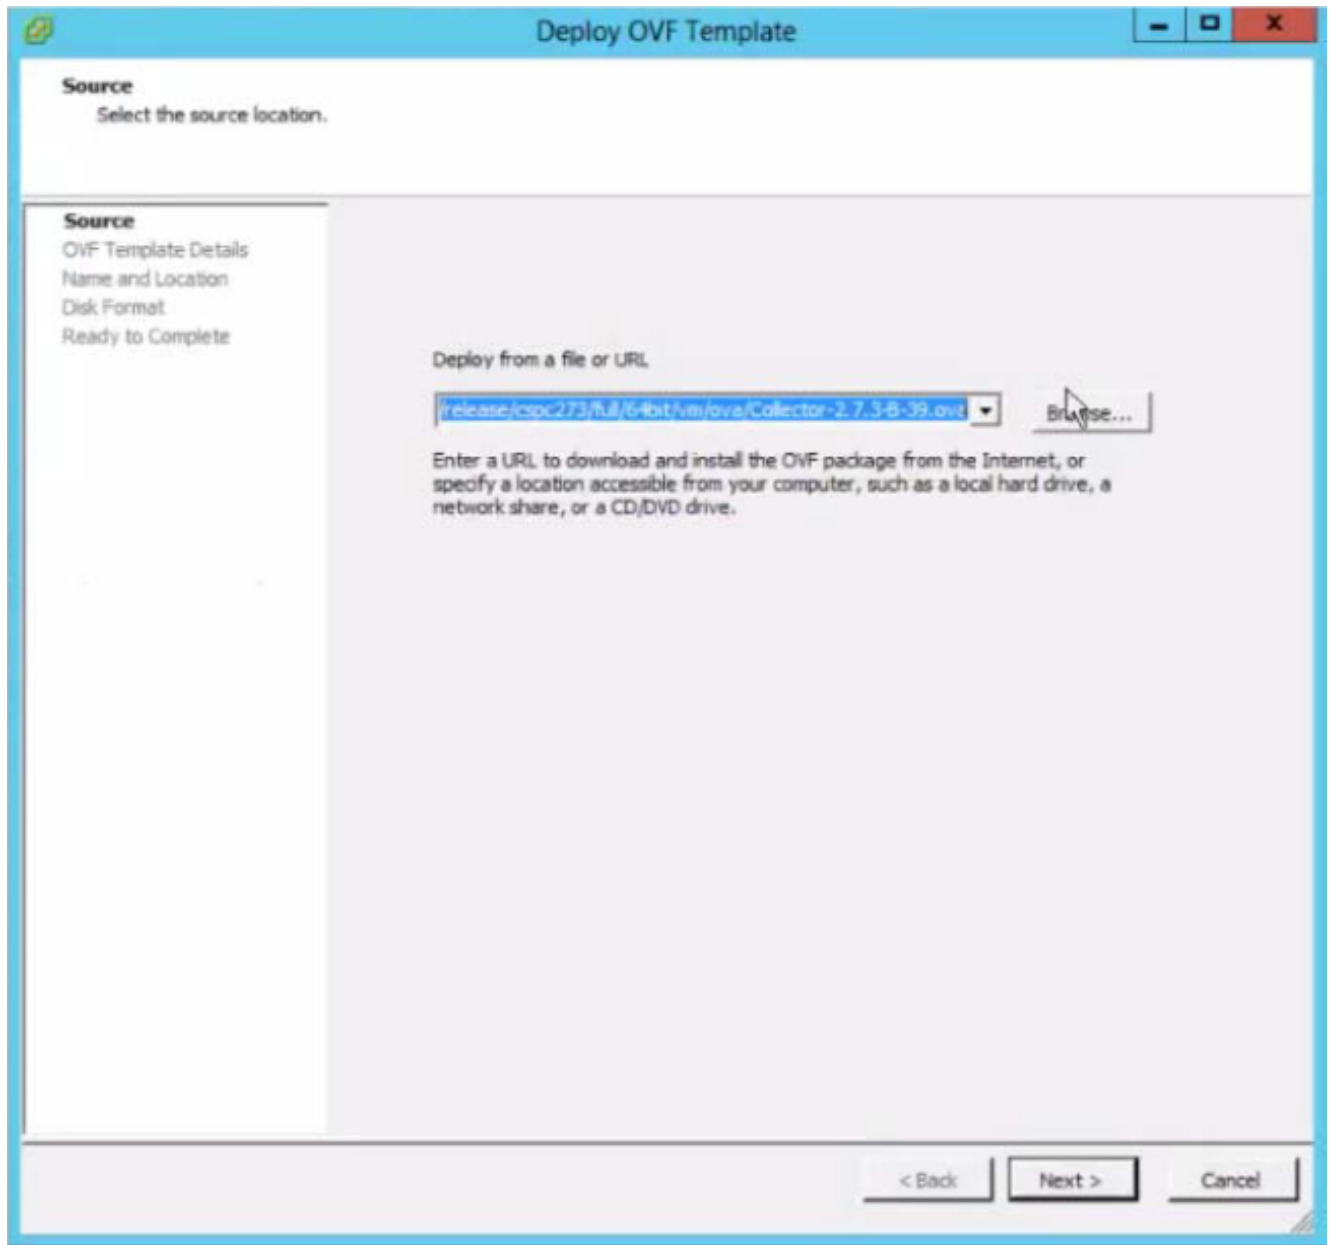 Deploy OVF Template
Source
Select the source location.
Source
OVF Template Details
Name and Location
Disk Format
Ready to Complete
Deploy from a file or URL
/release/cspc273/full/64bit/vm/ova/Collector-2.7.3-B-39.ova
Browse...
Enter a URL to download and install the OVF package from the Internet, or
specify a location accessible from your computer, such as a local hard drive, a
network share, or a CD/DVD drive.
< Back
Next >
Cancel